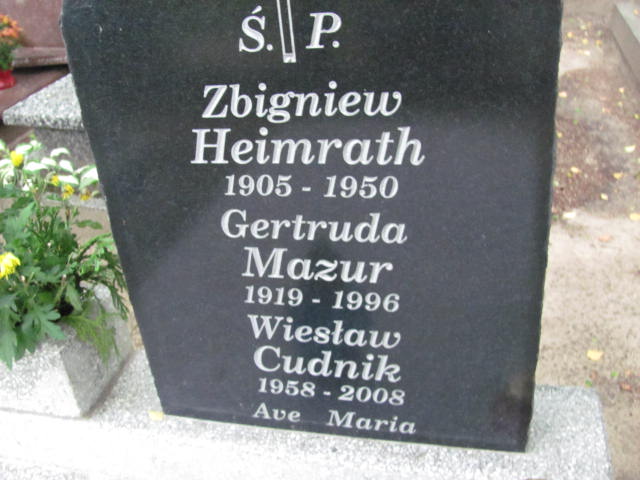 Ś. P.
Zbigniew
Heimrath
1905 - 1950
Gertruda
Mazur
1919 - 1996
Wiesław
Cudnik
1958 - 2008
Ave Maria